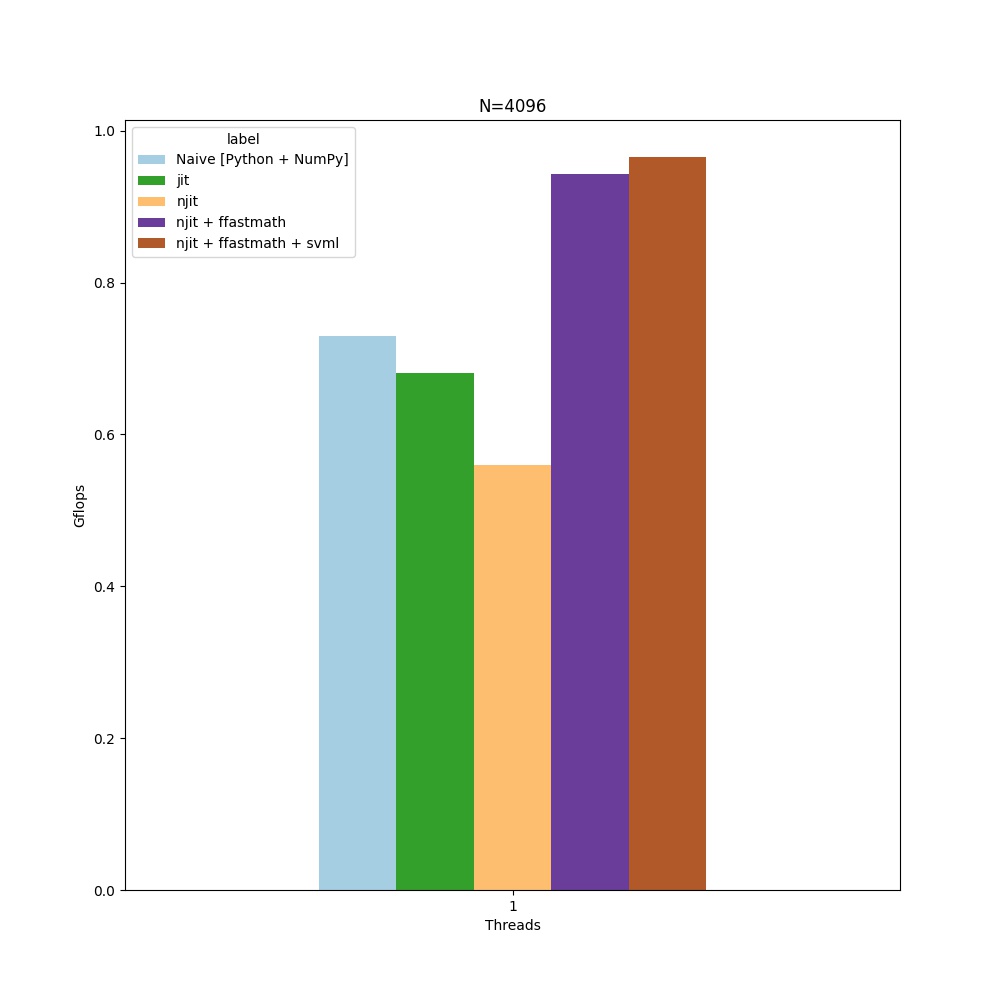 N=4096
label
Naive [Python + NumPy]
jit
njit
njit + ffastmath
njit + ffastmath + svml
1.0
0.8
0.6
0.4
0.2
0.0
Gflops
1
Threads